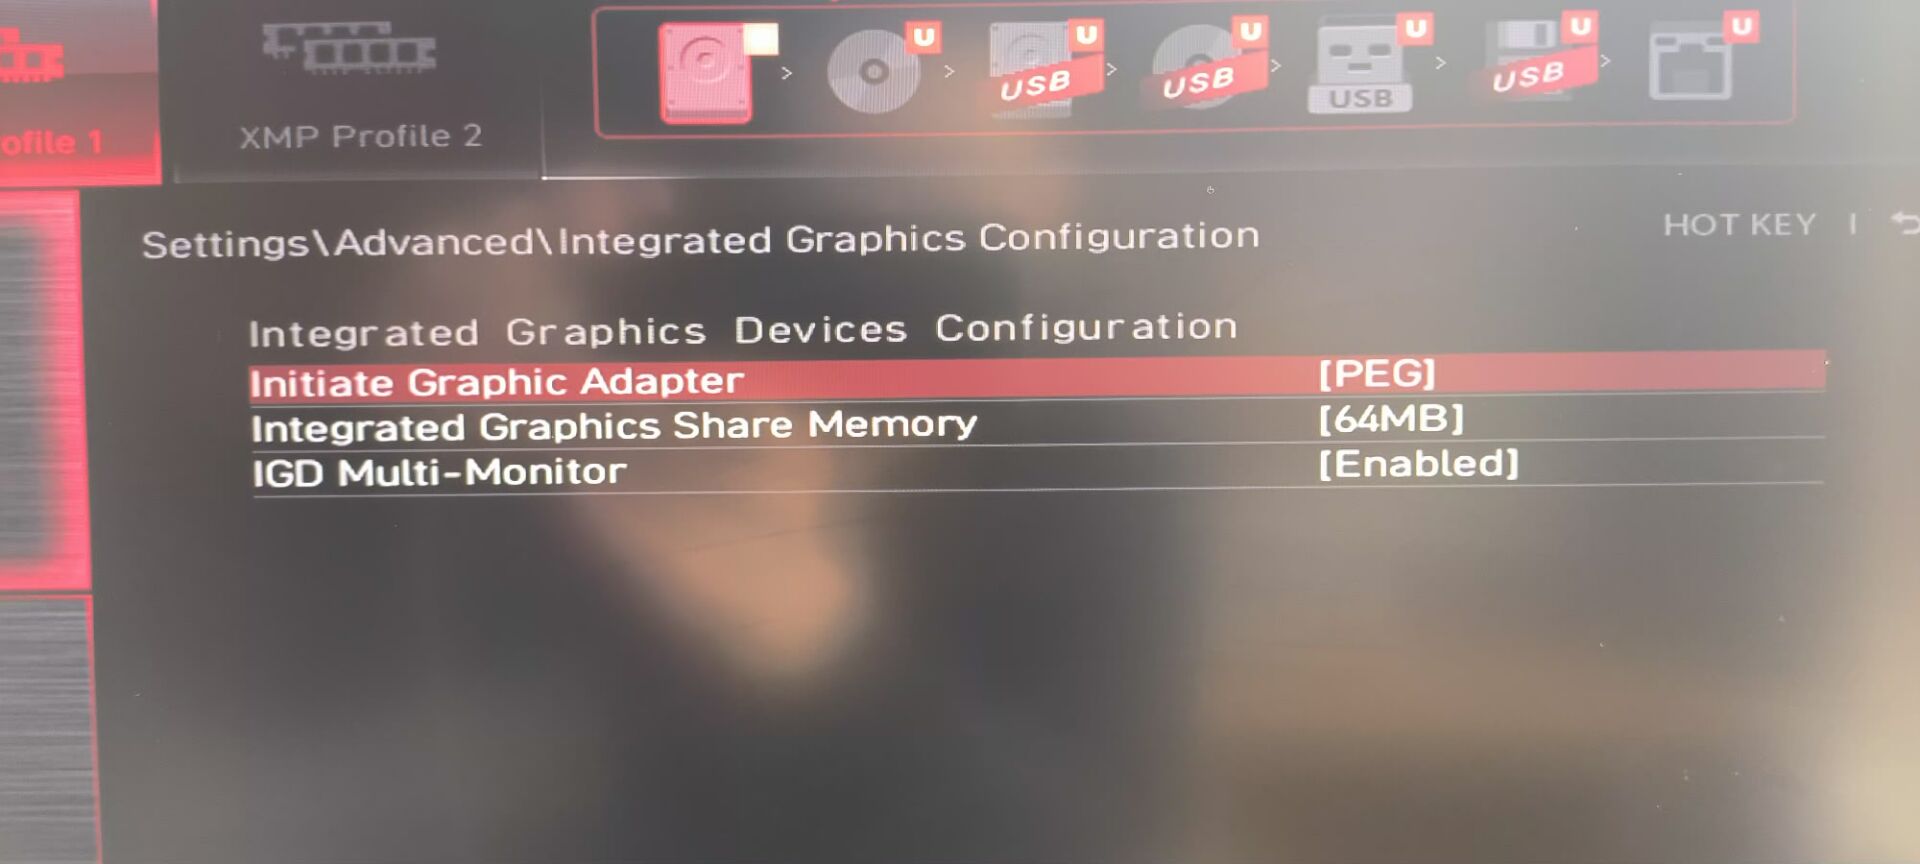 U U USB U USB U USB U USB U
ofile 1 XMP Profile 2
Settings\Advanced\Integrated Graphics Configuration HOT KEY |
Integrated Graphics Devices Configuration
Initiate Graphic Adapter [PEG]
Integrated Graphics Share Memory [64MB]
IGD Multi-Monitor [Enabled]